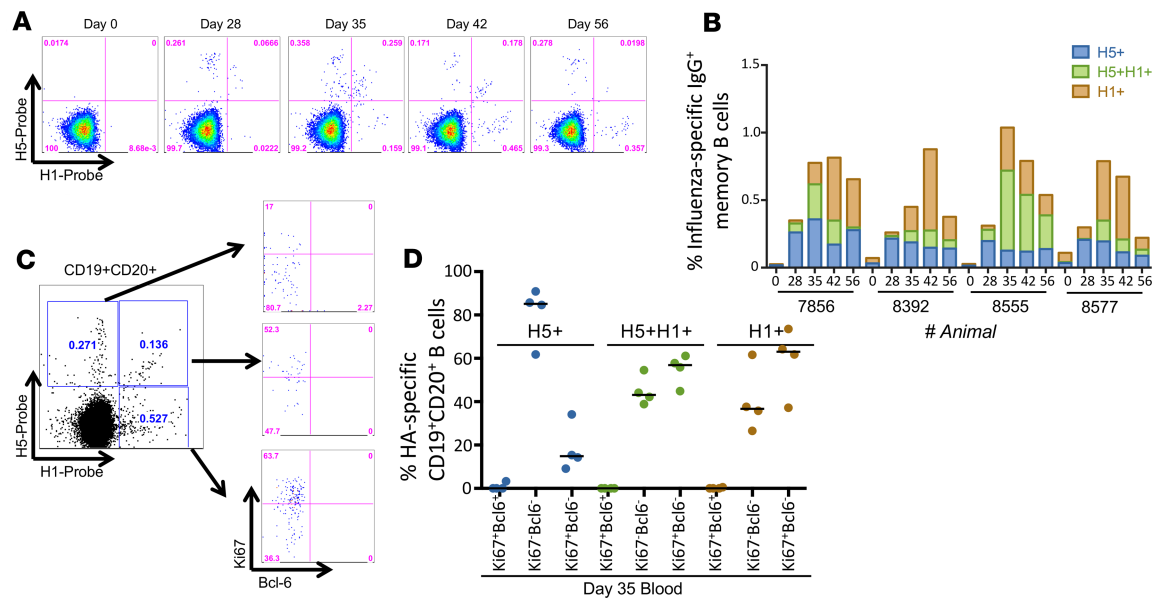 A
Day 0
Day 28
Day 35
Day 42
Day 56
0.0174 0
0.261 0.0666
0.358 0.259
0.171 0.178
0.278 0.0198
100 8.68e-3
99.7 0.0222
99.2 0.159
99.1 0.465
99.3 0.357
H5-Probe
H1-Probe
B
H5+
H5+H1+
H1+
% Influenza-specific IgG+
memory B cells
1.5
1.0
0.5
0
0 28 35 42 56 0 28 35 42 56 0 28 35 42 56 0 28 35 42 56
7856 8392 8555 8577
# Animal
C
CD19+CD20+
0.271
0.136
0.527
H5-Probe
H1-Probe
17 0
80.7 2.27
52.3 0
47.7 0
63.7 0
36.3 0
Ki67
Bcl-6
D
% HA-specific
CD19+CD20+ B cells
100
80
60
40
20
0
H5+
H5+H1+
H1+
Ki67+Bcl6+
Ki67-Bcl6-
Ki67+Bcl6-
Ki67+Bcl6+
Ki67-Bcl6-
Ki67+Bcl6-
Ki67+Bcl6+
Ki67-Bcl6-
Ki67+Bcl6-
Day 35 Blood